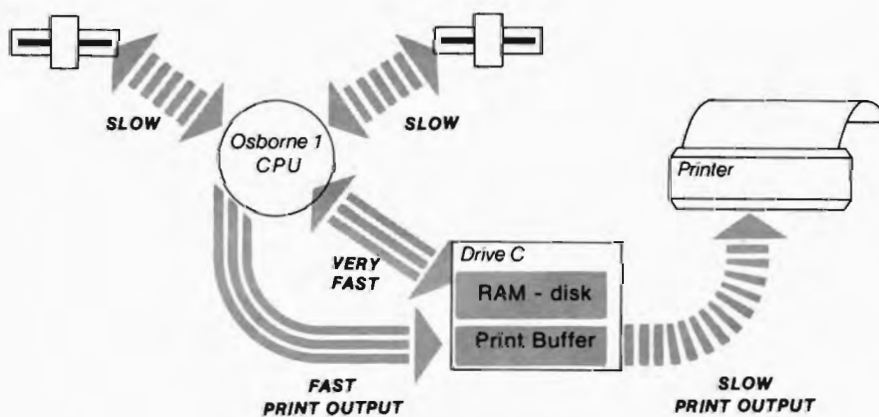 SLOW
SLOW
Osborne 1
CPU
Printer
VERY
FAST
Drive C
RAM - disk
Print Buffer
FAST
PRINT OUTPUT
SLOW
PRINT OUTPUT